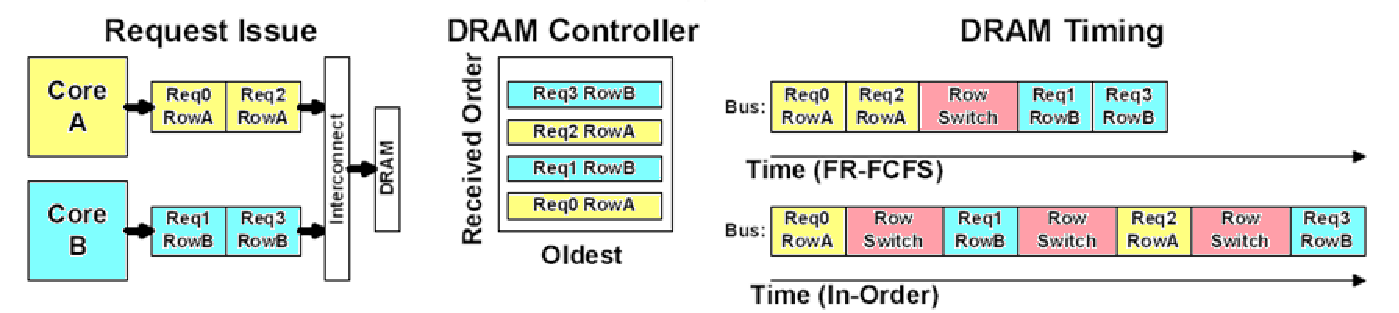 Request Issue
DRAM Controller
DRAM Timing
Core
A
Req0
RowA
Req2
RowA
Core
B
Req1
RowB
Req3
RowB
Interconnect
DRAM
Received Order
Req3 RowB
Req2 RowA
Req1 RowB
Req0 RowA
Oldest
Bus:
Req0
RowA
Req2
RowA
Row
Switch
Req1
RowB
Req3
RowB
Time (FR-FCFS)
Bus:
Req0
RowA
Row
Switch
Req1
RowB
Row
Switch
Req2
RowA
Row
Switch
Req3
RowB
Time (In-Order)